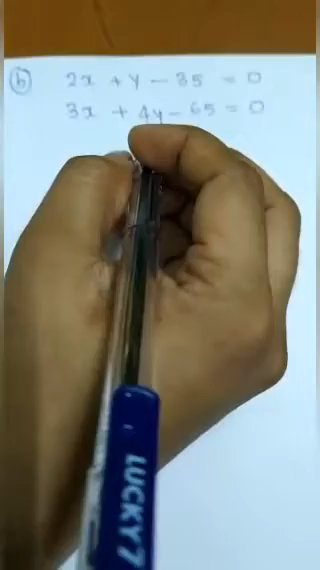 (b) 2x + y - 35 = 0
3x + 4y - 65 = 0
LUCKY7